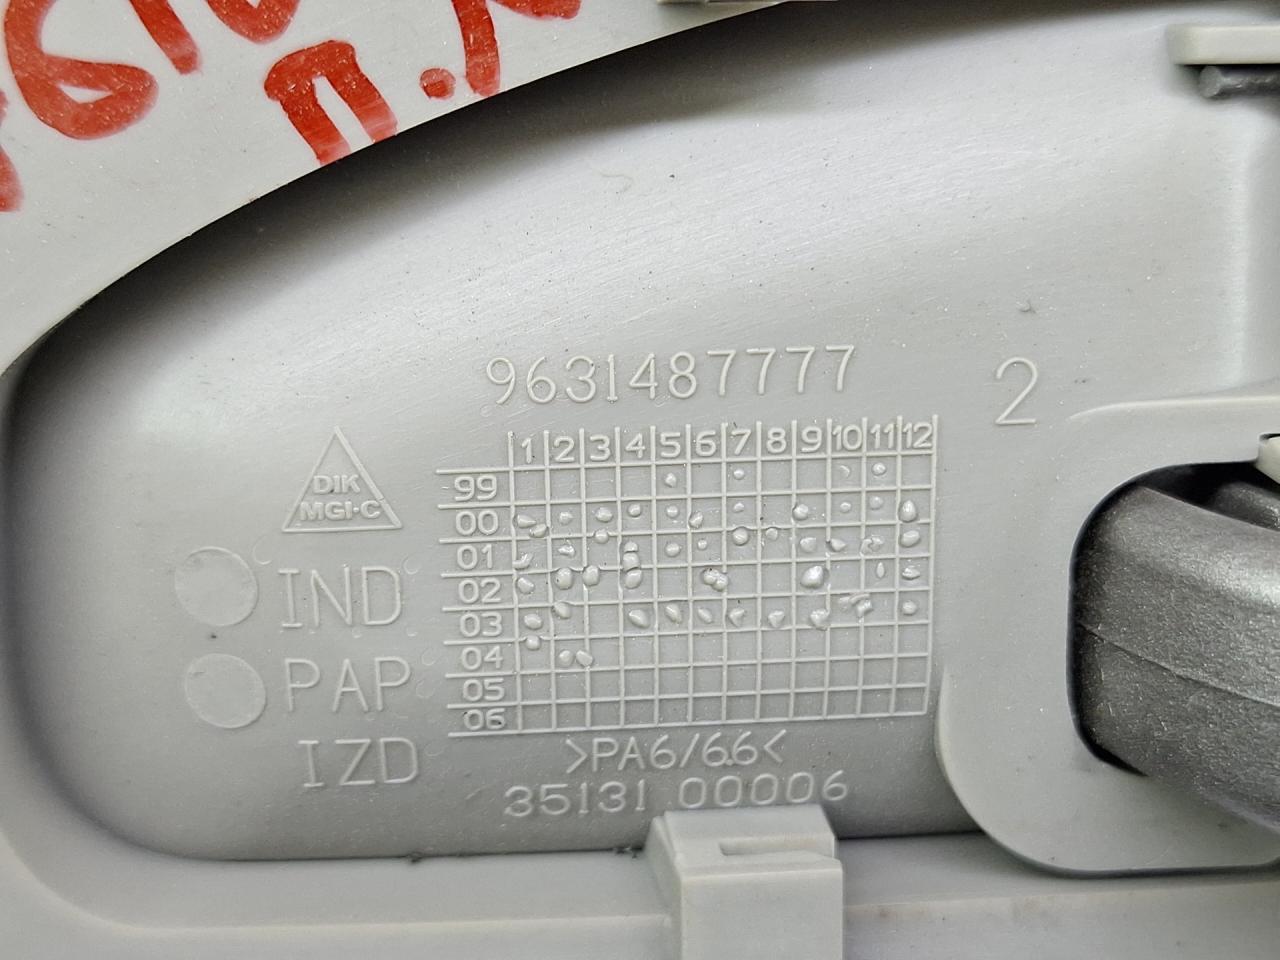 П.Л
9631487777
2
1 2 3 4 5 6 7 8 9 10 11 12
99
00
01
02
03
04
05
06
DIK
MGI-C
IND
PAP
IZD
>PA6/6.6<
35131 00006